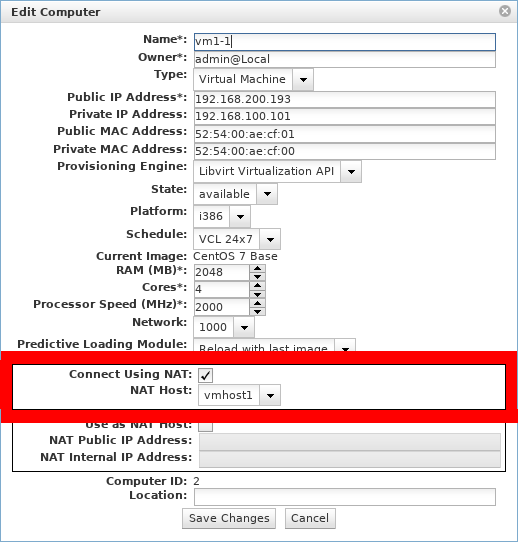 Edit Computer
Name*: vm1-1
Owner*: admin@Local
Type: Virtual Machine
Public IP Address*: 192.168.200.193
Private IP Address: 192.168.100.101
Public MAC Address: 52:54:00:ae:cf:01
Private MAC Address: 52:54:00:ae:cf:00
Provisioning Engine: Libvirt Virtualization API
State: available
Platform: i386
Schedule: VCL 24x7
Current Image: CentOS 7 Base
RAM (MB)*: 2048
Cores*: 4
Processor Speed (MHz)*: 2000
Network: 1000
Predictive Loading Module: Reload with last image
Connect Using NAT:
NAT Host: vmhost1
Use as NAT Host:
NAT Public IP Address:
NAT Internal IP Address:
Computer ID: 2
Location:
Save Changes Cancel